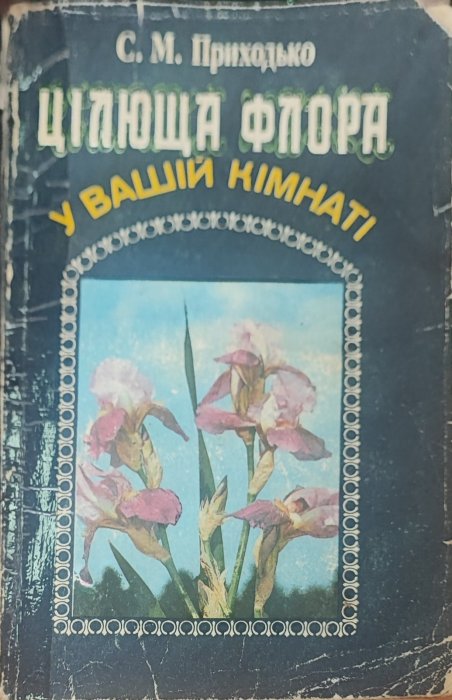 С. М. Приходько
ЦІЛЮЩА ФЛОРА
У ВАШІЙ КІМНАТІ